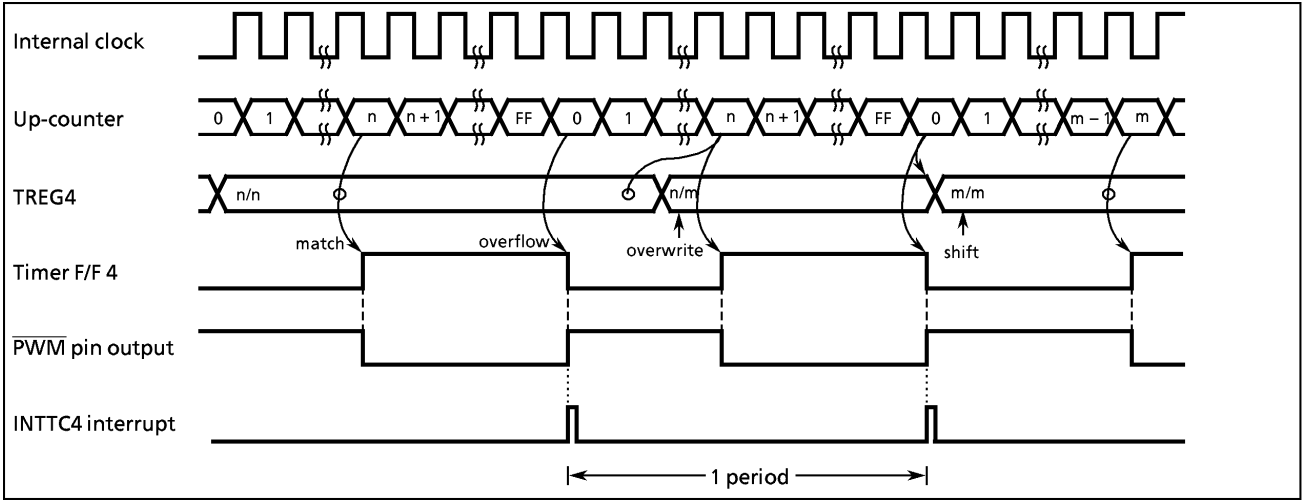 Internal clock
Up-counter
0 1 n n + 1 FF 0 1 n n + 1 FF 0 1 m − 1 m
TREG4
n/n n/m m/m
match overflow overwrite shift
Timer F/F 4
PWM pin output
INTTC4 interrupt
1 period